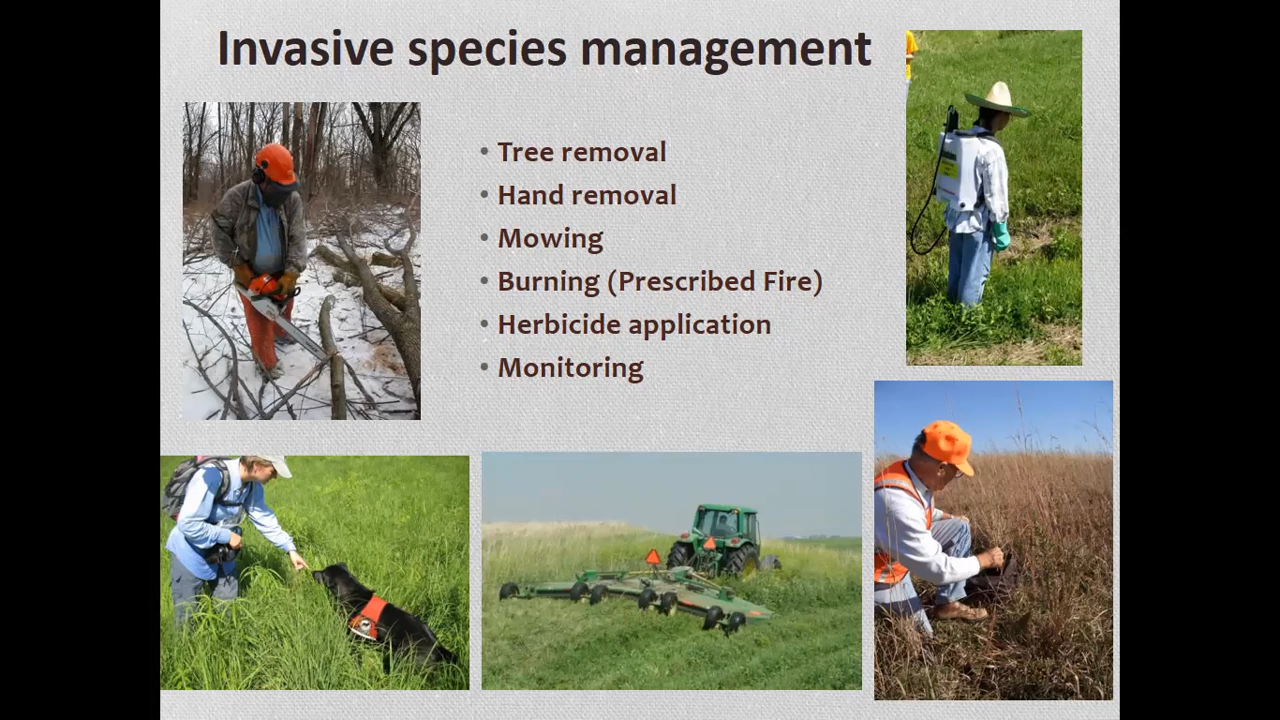 Invasive species management
• Tree removal
• Hand removal
• Mowing
• Burning (Prescribed Fire)
• Herbicide application
• Monitoring